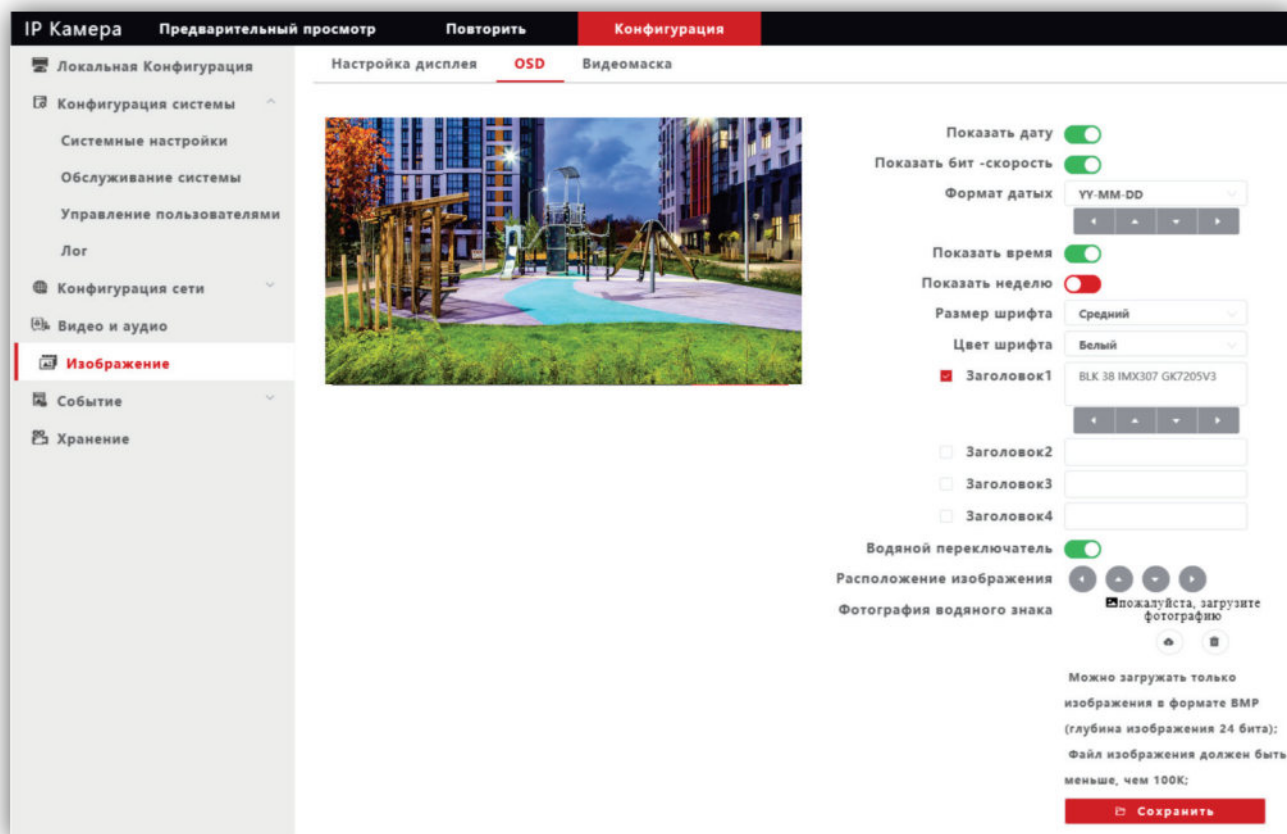 IP Камера Предварительный просмотр Повторить Конфигурация
Локальная Конфигурация
Конфигурация системы
Системные настройки
Обслуживание системы
Управление пользователями
Лог
Конфигурация сети
Видео и аудио
Изображение
Событие
Хранение
Настройка дисплея OSD Видеомаска
Показать дату
Показать бит -скорость
Формат датых YY-MM-DD
Показать время
Показать неделю
Размер шрифта Средний
Цвет шрифта Белый
Заголовок1 BLK 38 IMX307 GK7205V3
Заголовок2
Заголовок3
Заголовок4
Водяной переключатель
Расположение изображения
Фотография водяного знака пожалуйста, загрузите
фотографию
Можно загружать только
изображения в формате BMP
(глубина изображения 24 бита);
Файл изображения должен быть
меньше, чем 100K;
Сохранить